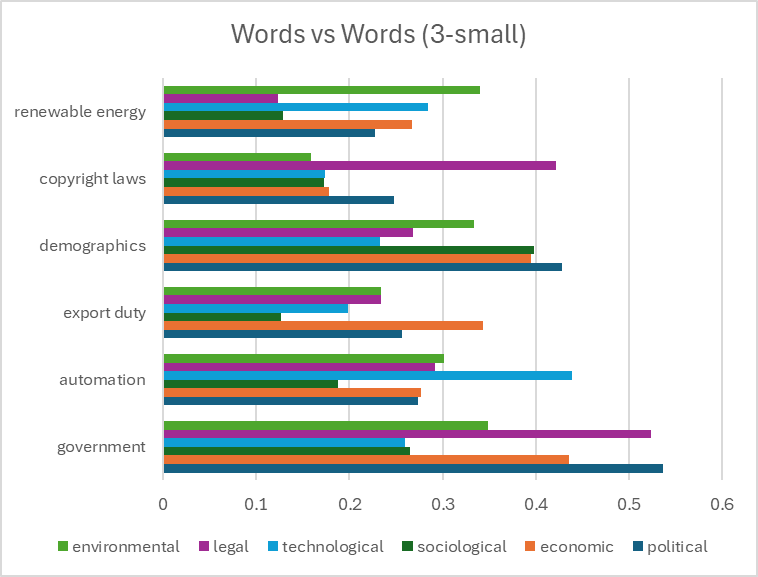 Words vs Words (3-small)
renewable energy
copyright laws
demographics
export duty
automation
government
0 0.1 0.2 0.3 0.4 0.5 0.6
environmental legal technological sociological economic political